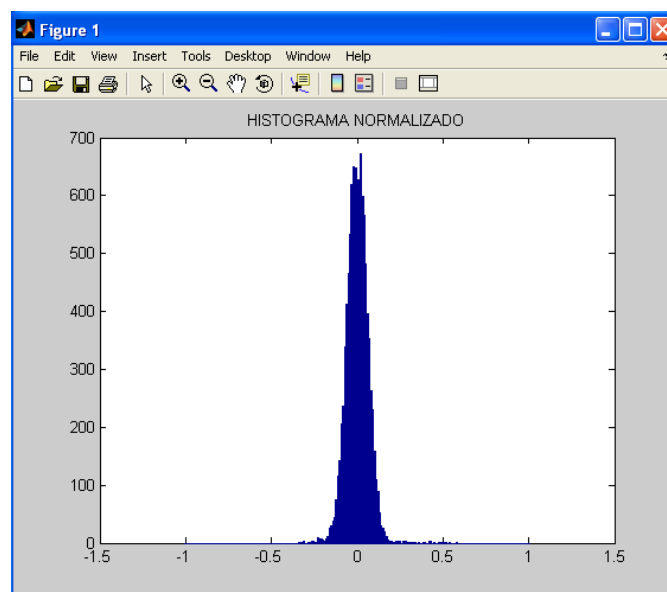 Figure 1
File Edit View Insert Tools Desktop Window Help
HISTOGRAMA NORMALIZADO
700
600
500
400
300
200
100
0
-1.5 -1 -0.5 0 0.5 1 1.5